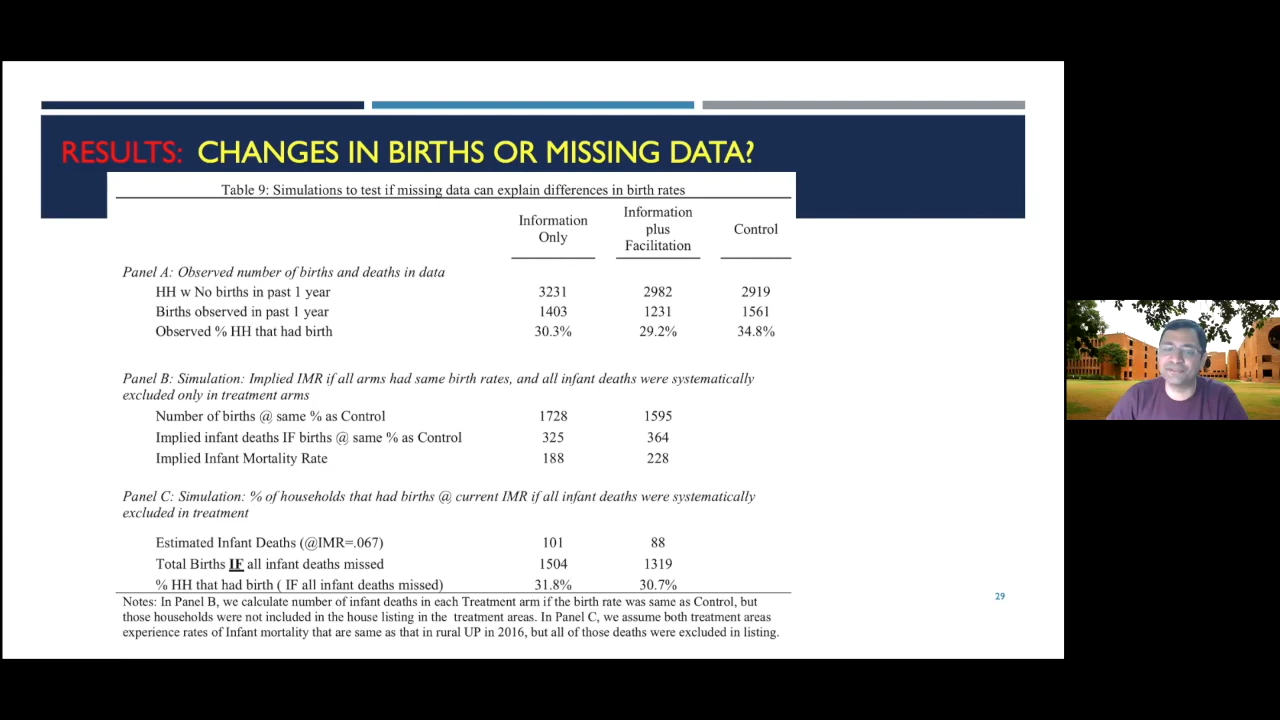 RESULTS: CHANGES IN BIRTHS OR MISSING DATA?
Table 9: Simulations to test if missing data can explain differences in birth rates
Information Only
Information plus Facilitation
Control
Panel A: Observed number of births and deaths in data
HH w No births in past 1 year 3231 2982 2919
Births observed in past 1 year 1403 1231 1561
Observed % HH that had birth 30.3% 29.2% 34.8%
Panel B: Simulation: Implied IMR if all arms had same birth rates, and all infant deaths were systematically
excluded only in treatment arms
Number of births @ same % as Control 1728 1595
Implied infant deaths IF births @ same % as Control 325 364
Implied Infant Mortality Rate 188 228
Panel C: Simulation: % of households that had births @ current IMR if all infant deaths were systematically
excluded in treatment
Estimated Infant Deaths (@IMR=.067) 101 88
Total Births IF all infant deaths missed 1504 1319
% HH that had birth ( IF all infant deaths missed) 31.8% 30.7%
Notes: In Panel B, we calculate number of infant deaths in each Treatment arm if the birth rate was same as Control, but
those households were not included in the house listing in the treatment areas. In Panel C, we assume both treatment areas
experience rates of Infant mortality that are same as that in rural UP in 2016, but all of those deaths were excluded in listing.
29